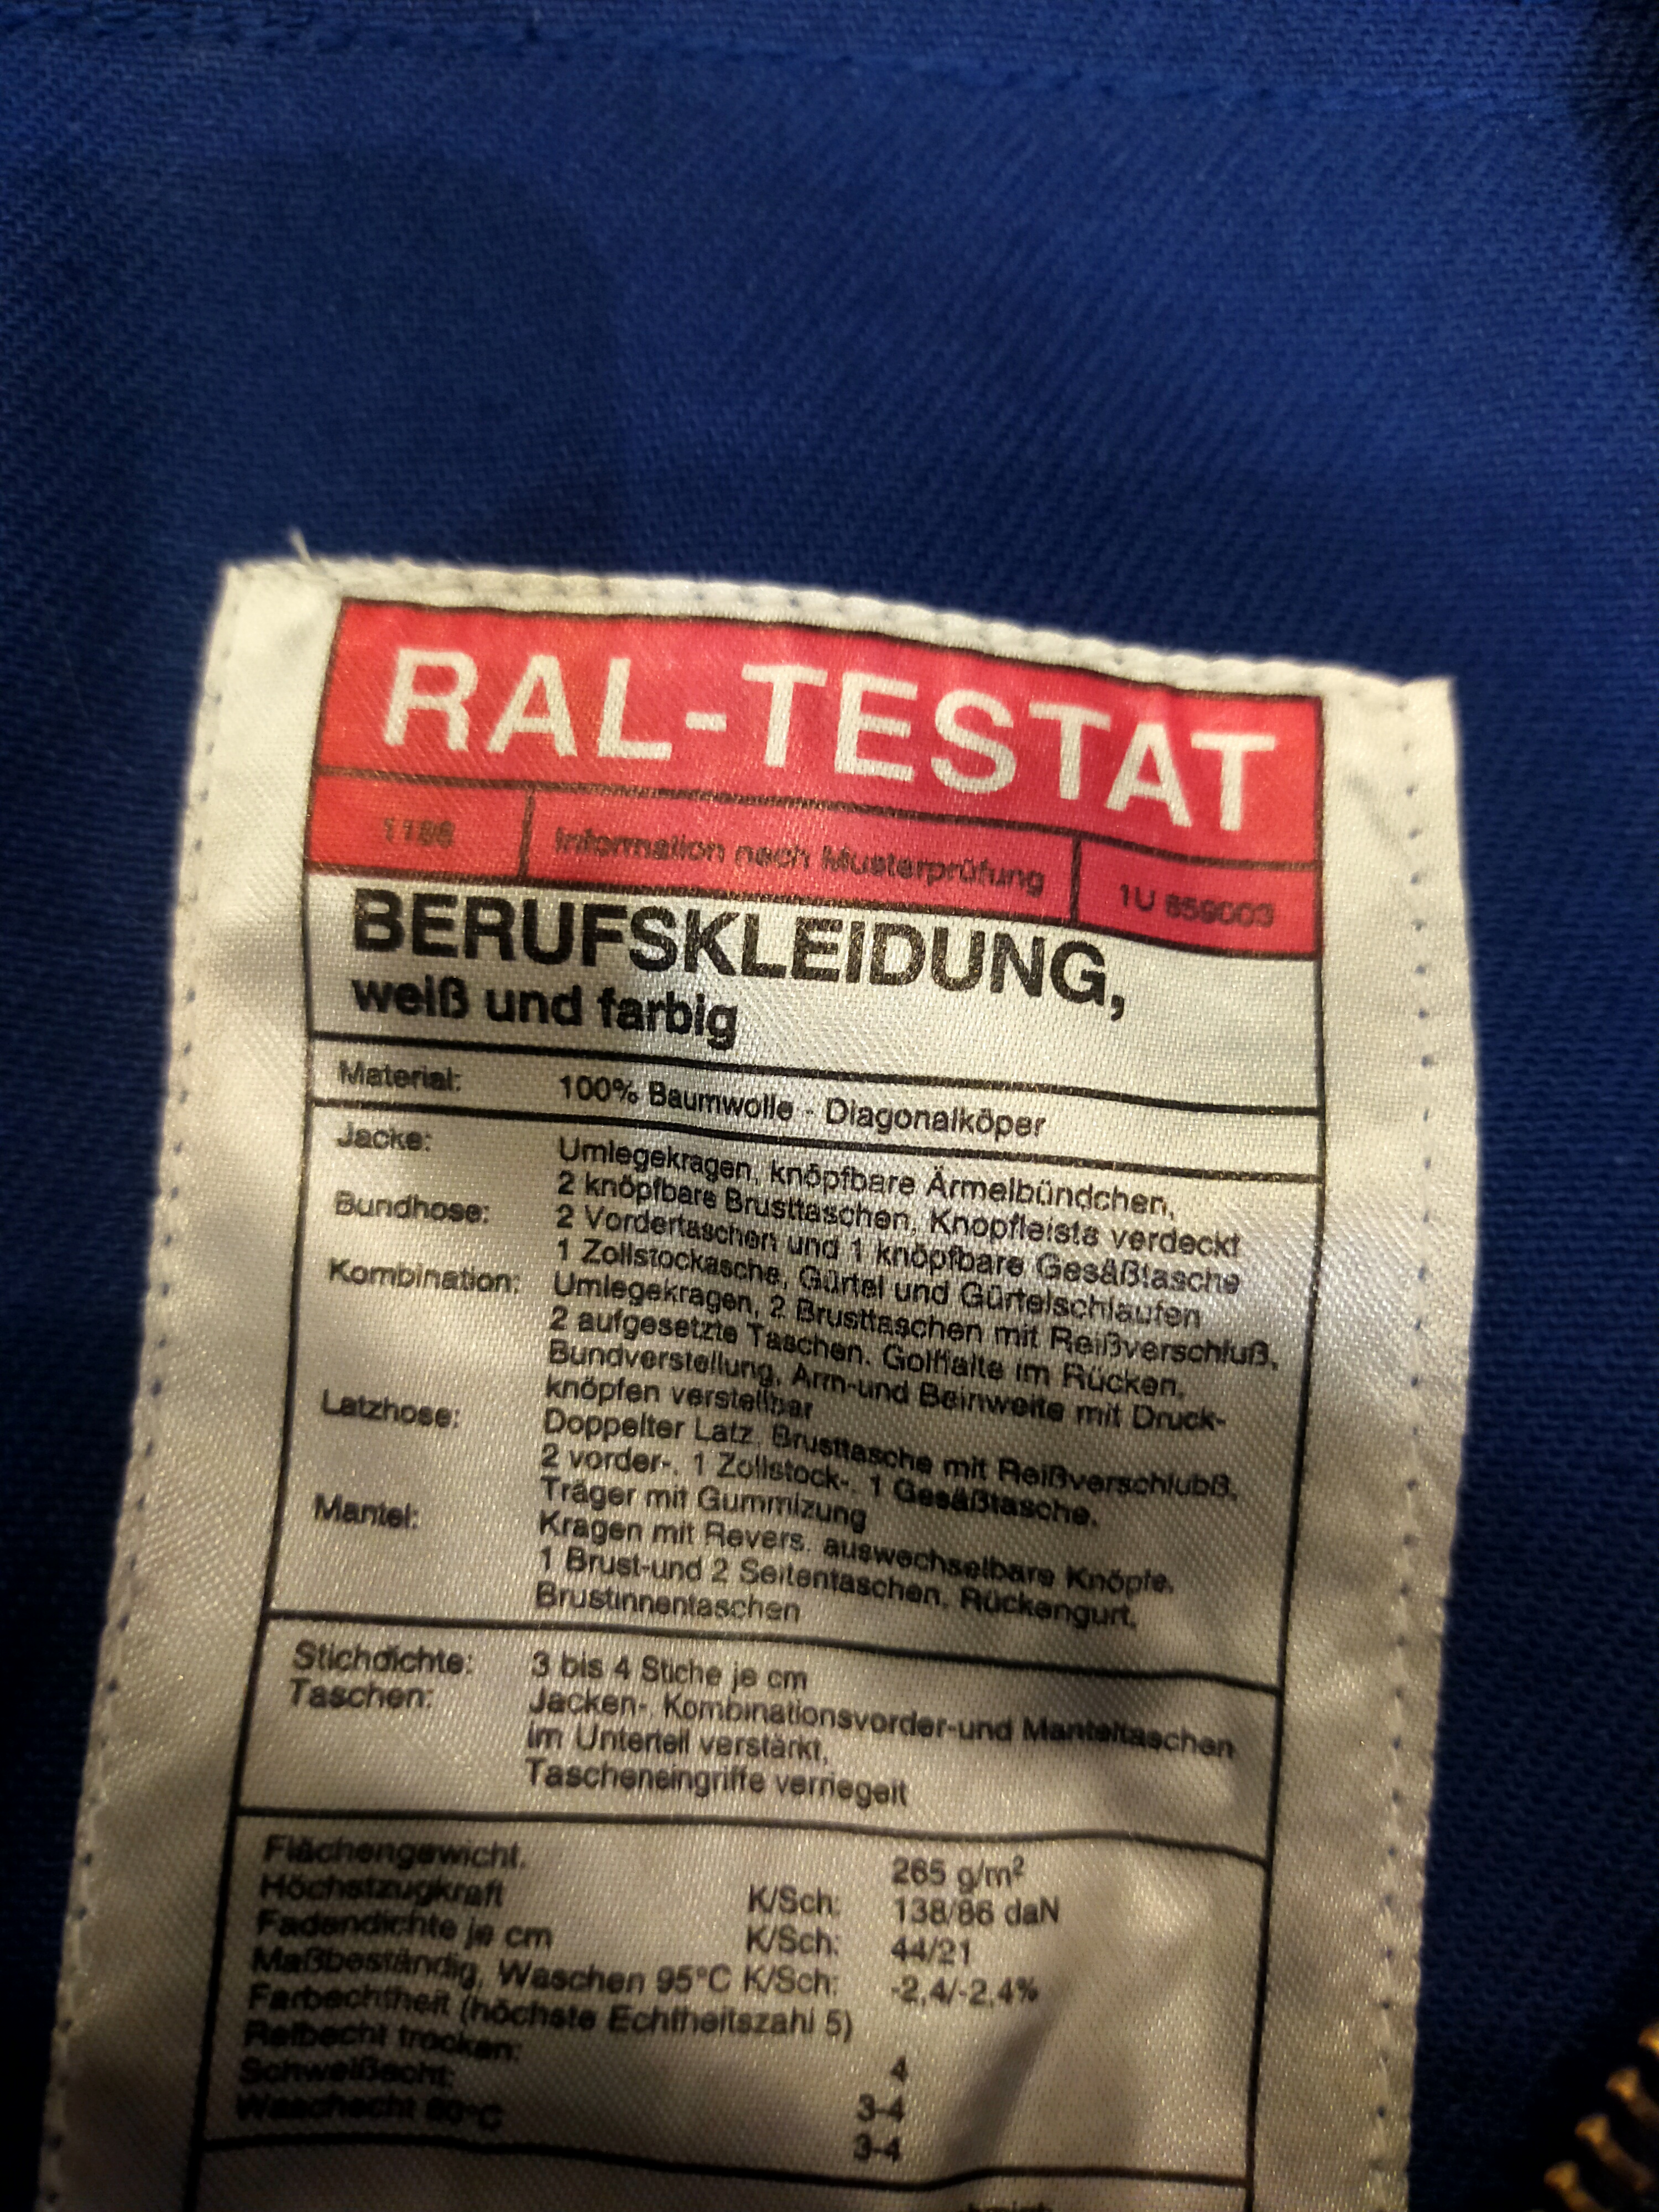 RAL-TESTAT
1186 Information nach Musterprüfung 1U 859003
BERUFSKLEIDUNG,
weiß und farbig
Material: 100% Baumwolle - Diagonalköper
Jacke: Umlegekragen, knöpfbare Ärmelbündchen,
2 knöpfbare Brusttaschen, Knopfleiste verdeckt
Bundhose: 2 Vordertaschen und 1 knöpfbare Gesäßtasche
1 Zollstockasche, Gürtel und Gürtelschlaufen
Kombination: Umlegekragen, 2 Brusttaschen mit Reißverschluß,
2 aufgesetzte Taschen. Golffalte im Rücken,
Bundverstellung, Arm-und Beinweite mit Druck-
knöpfen verstellbar
Latzhose: Doppelter Latz, Brusttasche mit Reißverschlubß,
2 vorder-, 1 Zollstock-, 1 Gesäßtasche,
Träger mit Gummizung
Mantel: Kragen mit Revers. auswechselbare Knöpfe,
1 Brust-und 2 Seitentaschen, Rückengurt,
Brustinnentaschen
Stichdichte: 3 bis 4 Stiche je cm
Taschen: Jacken-, Kombinationsvorder-und Manteltaschen
im Unterteil verstärkt,
Tascheneingriffe verriegelt
Flächengewicht. 265 g/m²
Höchstzugkraft K/Sch: 138/86 daN
Fadendichte je cm K/Sch: 44/21
Maßbeständig, Waschen 95°C K/Sch: -2,4/-2,4%
Farbechtheit (höchste Echtheitszahl 5)
Reibecht trocken: 4
Schweißecht: 3-4
Waschecht 60°C 3-4